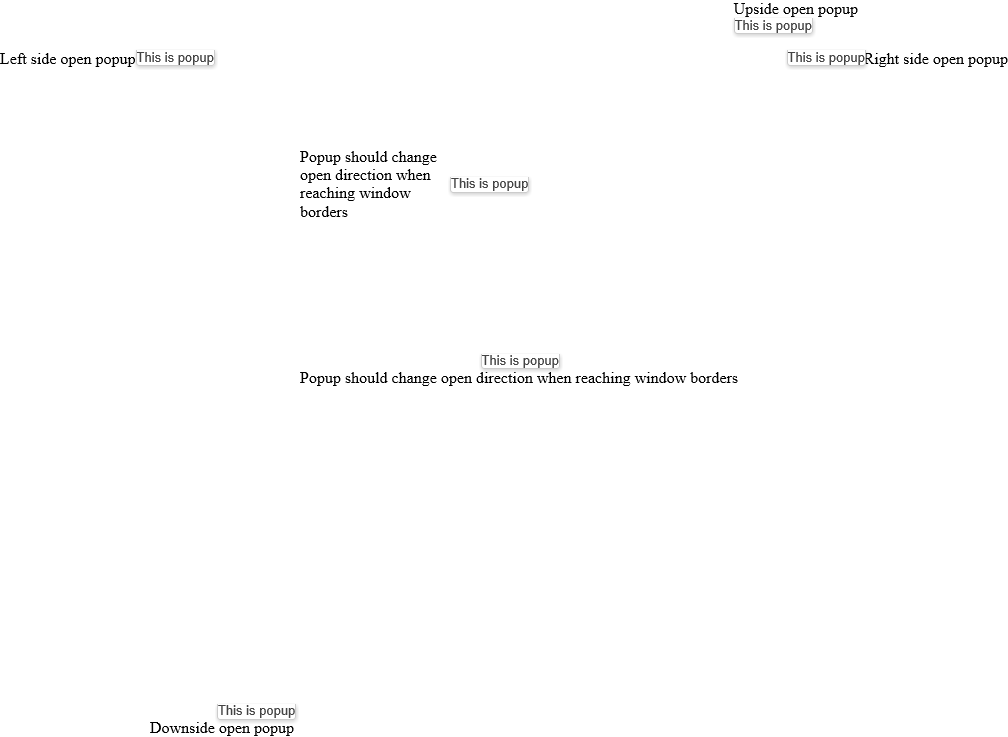 Upside open popup
This is popup
Left side open popup This is popup
This is popup Right side open popup
Popup should change
open direction when
reaching window
borders
This is popup
This is popup
Popup should change open direction when reaching window borders
This is popup
Downside open popup